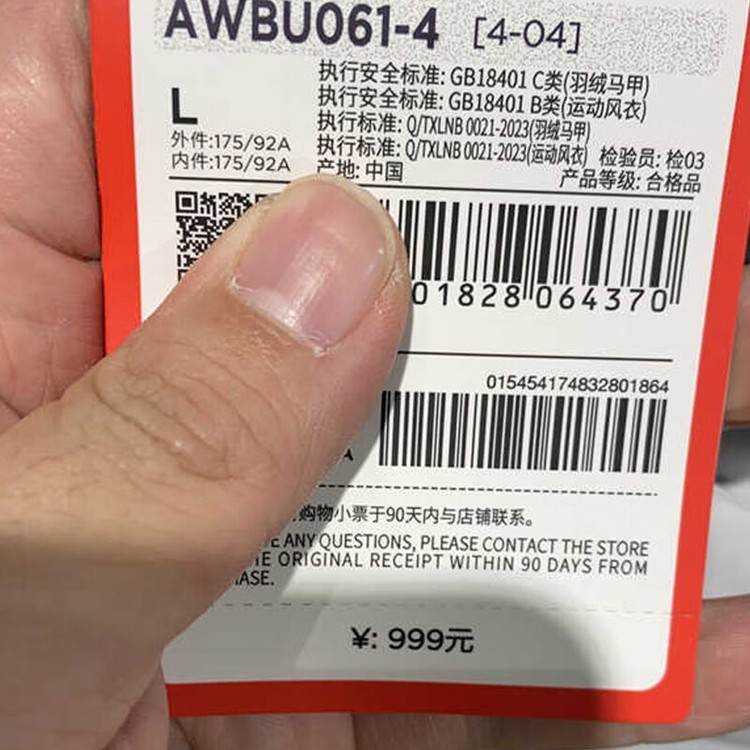 AWBU061-4 [4-04]
L
外件:175/92A
内件:175/92A
执行安全标准: GB18401 C类(羽绒马甲)
执行安全标准: GB18401 B类(运动风衣)
执行标准: Q/TXLNB 0021-2023(羽绒马甲)
执行标准: Q/TXLNB 0021-2023(运动风衣) 检验员: 检03
产地: 中国 产品等级: 合格品
01828064370
015454174832801864
A
购物小票于90天内与店铺联系。
ANY QUESTIONS, PLEASE CONTACT THE STORE
ORIGINAL RECEIPT WITHIN 90 DAYS FROM
¥: 999元